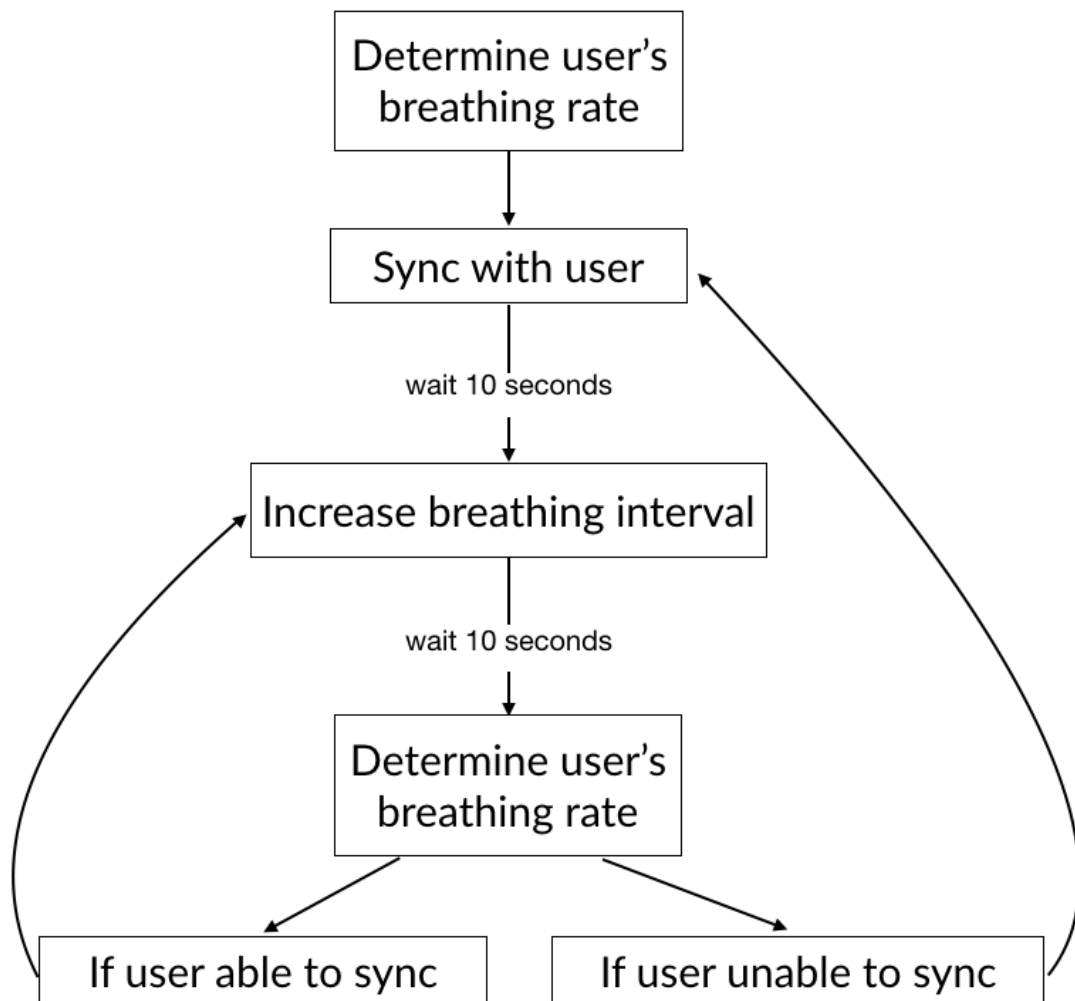 Determine user’s
breathing rate
Sync with user
wait 10 seconds
Increase breathing interval
wait 10 seconds
Determine user’s
breathing rate
If user able to sync
If user unable to sync